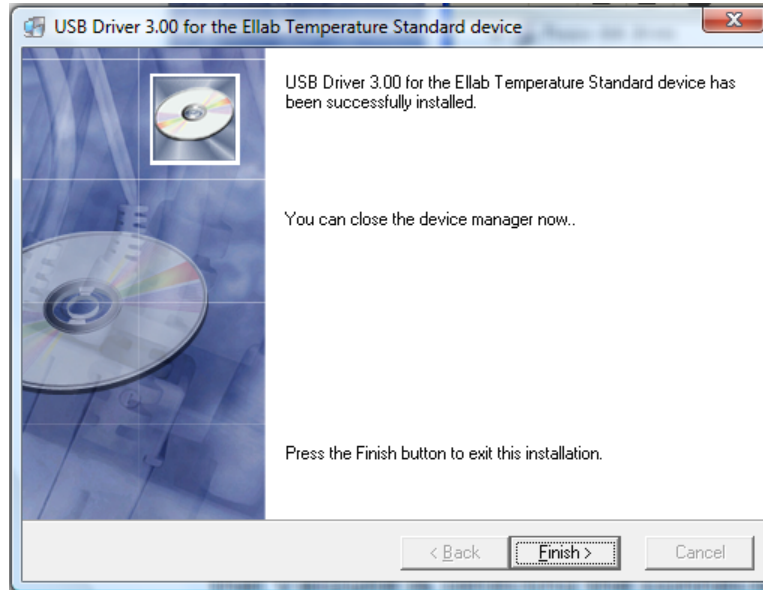 USB Driver 3.00 for the Ellab Temperature Standard device
USB Driver 3.00 for the Ellab Temperature Standard device has
been successfully installed.
You can close the device manager now..
Press the Finish button to exit this installation.
< Back
Finish >
Cancel